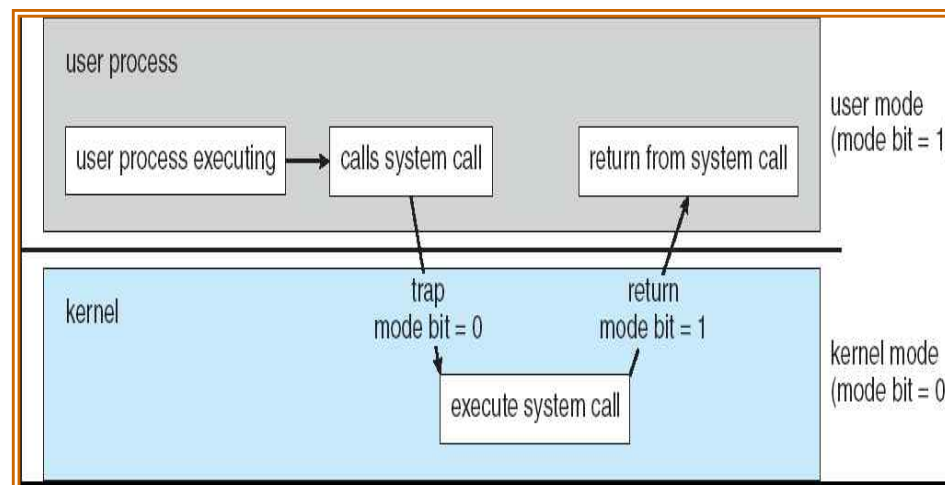 user process
user process executing
calls system call
return from system call
user mode
(mode bit = 1
kernel
trap
mode bit = 0
return
mode bit = 1
execute system call
kernel mode
(mode bit = 0